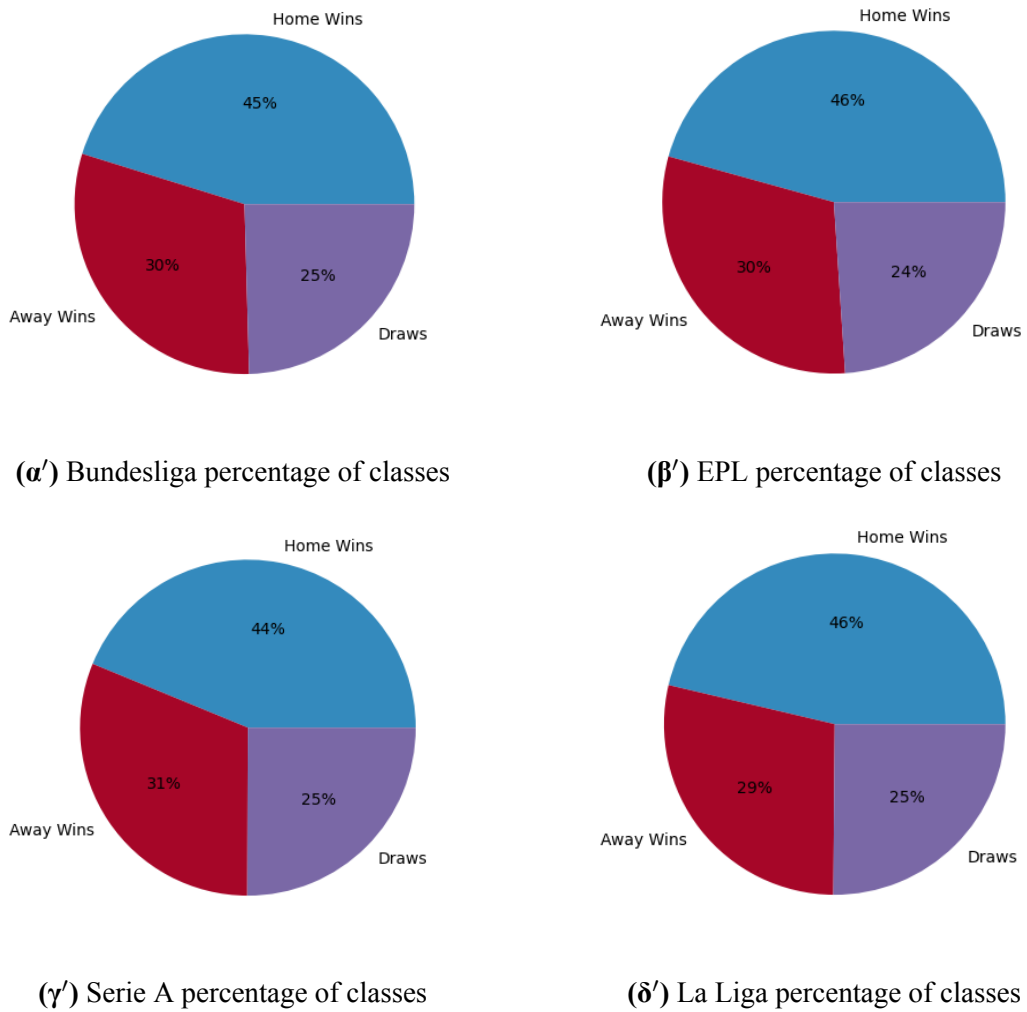 Home Wins
45%
30%
25%
Away Wins
Draws
(α′) Bundesliga percentage of classes
Home Wins
46%
30%
24%
Away Wins
Draws
(β′) EPL percentage of classes
Home Wins
44%
31%
25%
Away Wins
Draws
(γ′) Serie A percentage of classes
Home Wins
46%
29%
25%
Away Wins
Draws
(δ′) La Liga percentage of classes